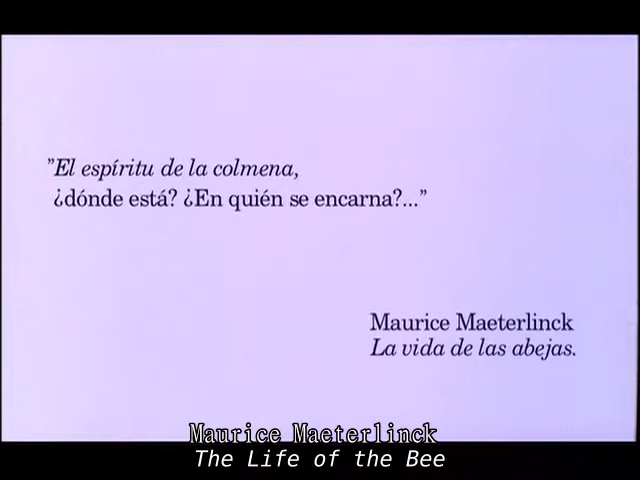 "El espíritu de la colmena,
¿dónde está? ¿En quién se encarna?..."
Maurice Maeterlinck
La vida de las abejas.
Maurice Maeterlinck
The Life of the Bee